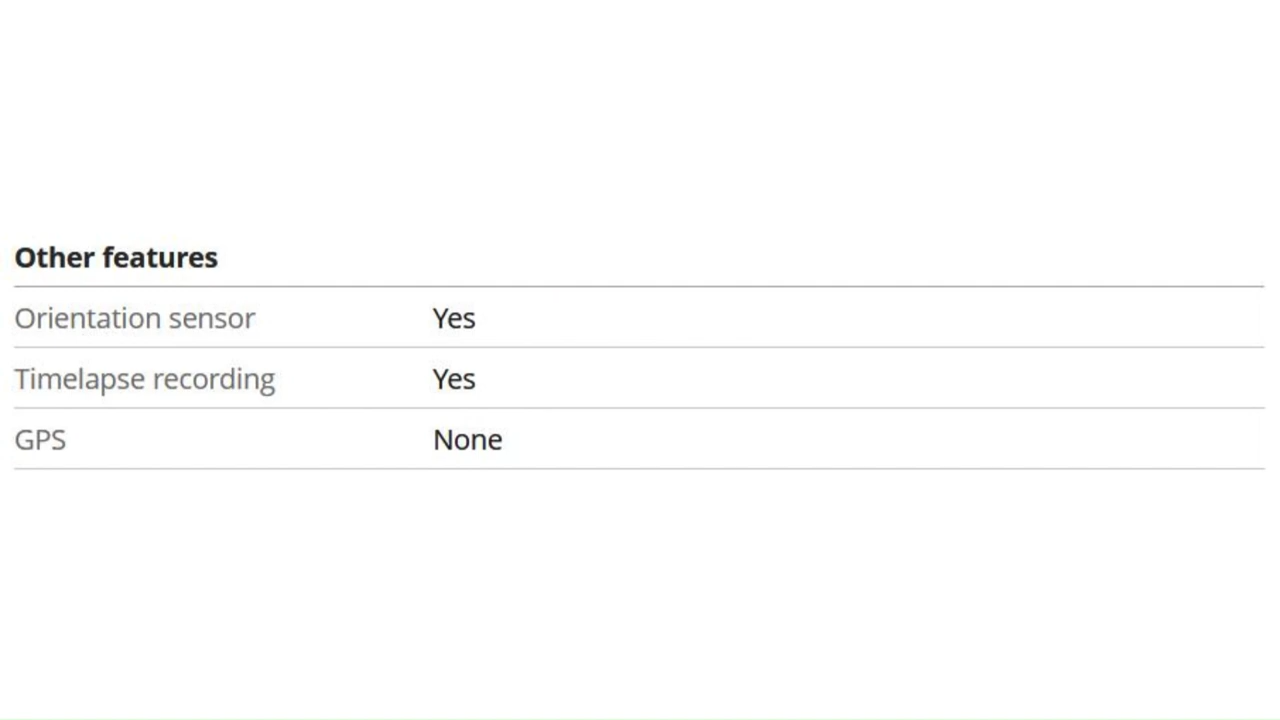 Other features
Orientation sensor Yes
Timelapse recording Yes
GPS None